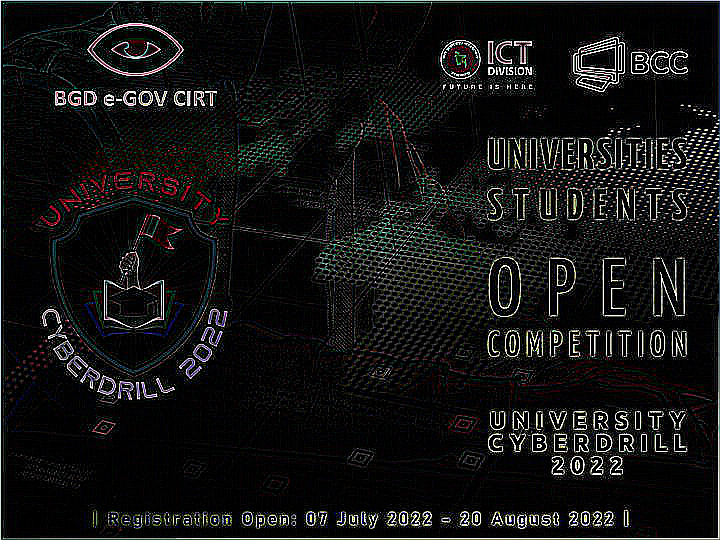 BGD e-GOV CIRT
ICT
DIVISION
FUTURE IS HERE
BCC
UNIVERSITY
CYBERDRILL 2022
UNIVERSITIES
STUDENTS
OPEN
COMPETITION
UNIVERSITY
CYBERDRILL
2022
| Registration Open: 07 July 2022 - 20 August 2022 |